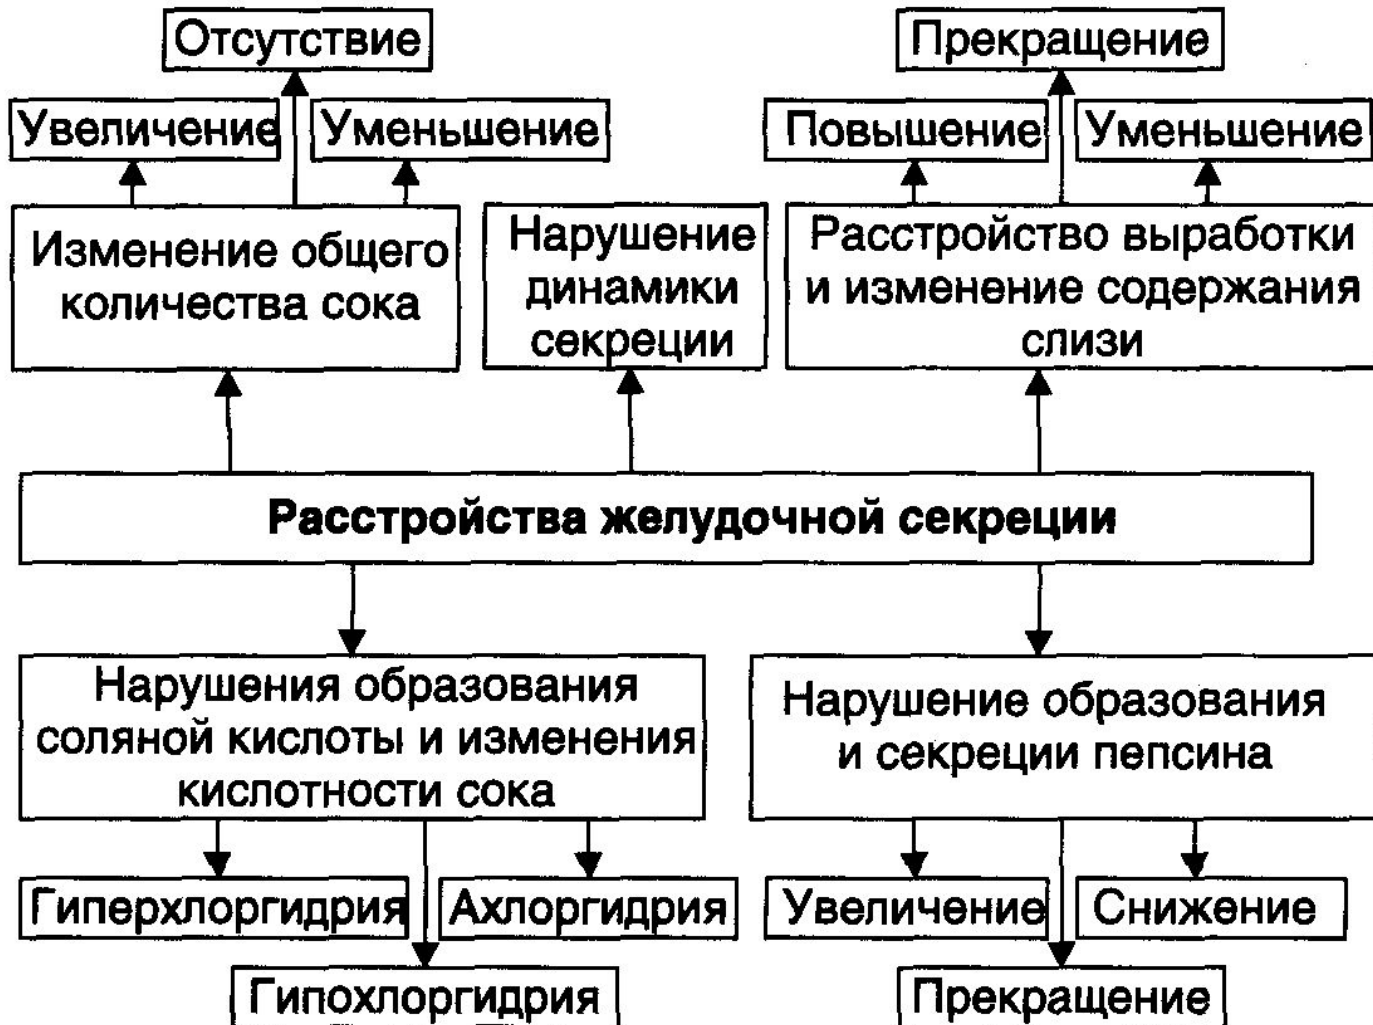 Отсутствие
Прекращение
Увеличение
Уменьшение
Повышение
Уменьшение
Изменение общего
количества сока
Нарушение
динамики
секреции
Расстройство выработки
и изменение содержания
слизи
Расстройства желудочной секреции
Нарушения образования
соляной кислоты и изменения
кислотности сока
Нарушение образования
и секреции пепсина
Гиперхлоргидрия
Ахлоргидрия
Увеличение
Снижение
Гипохлоргидрия
Прекращение